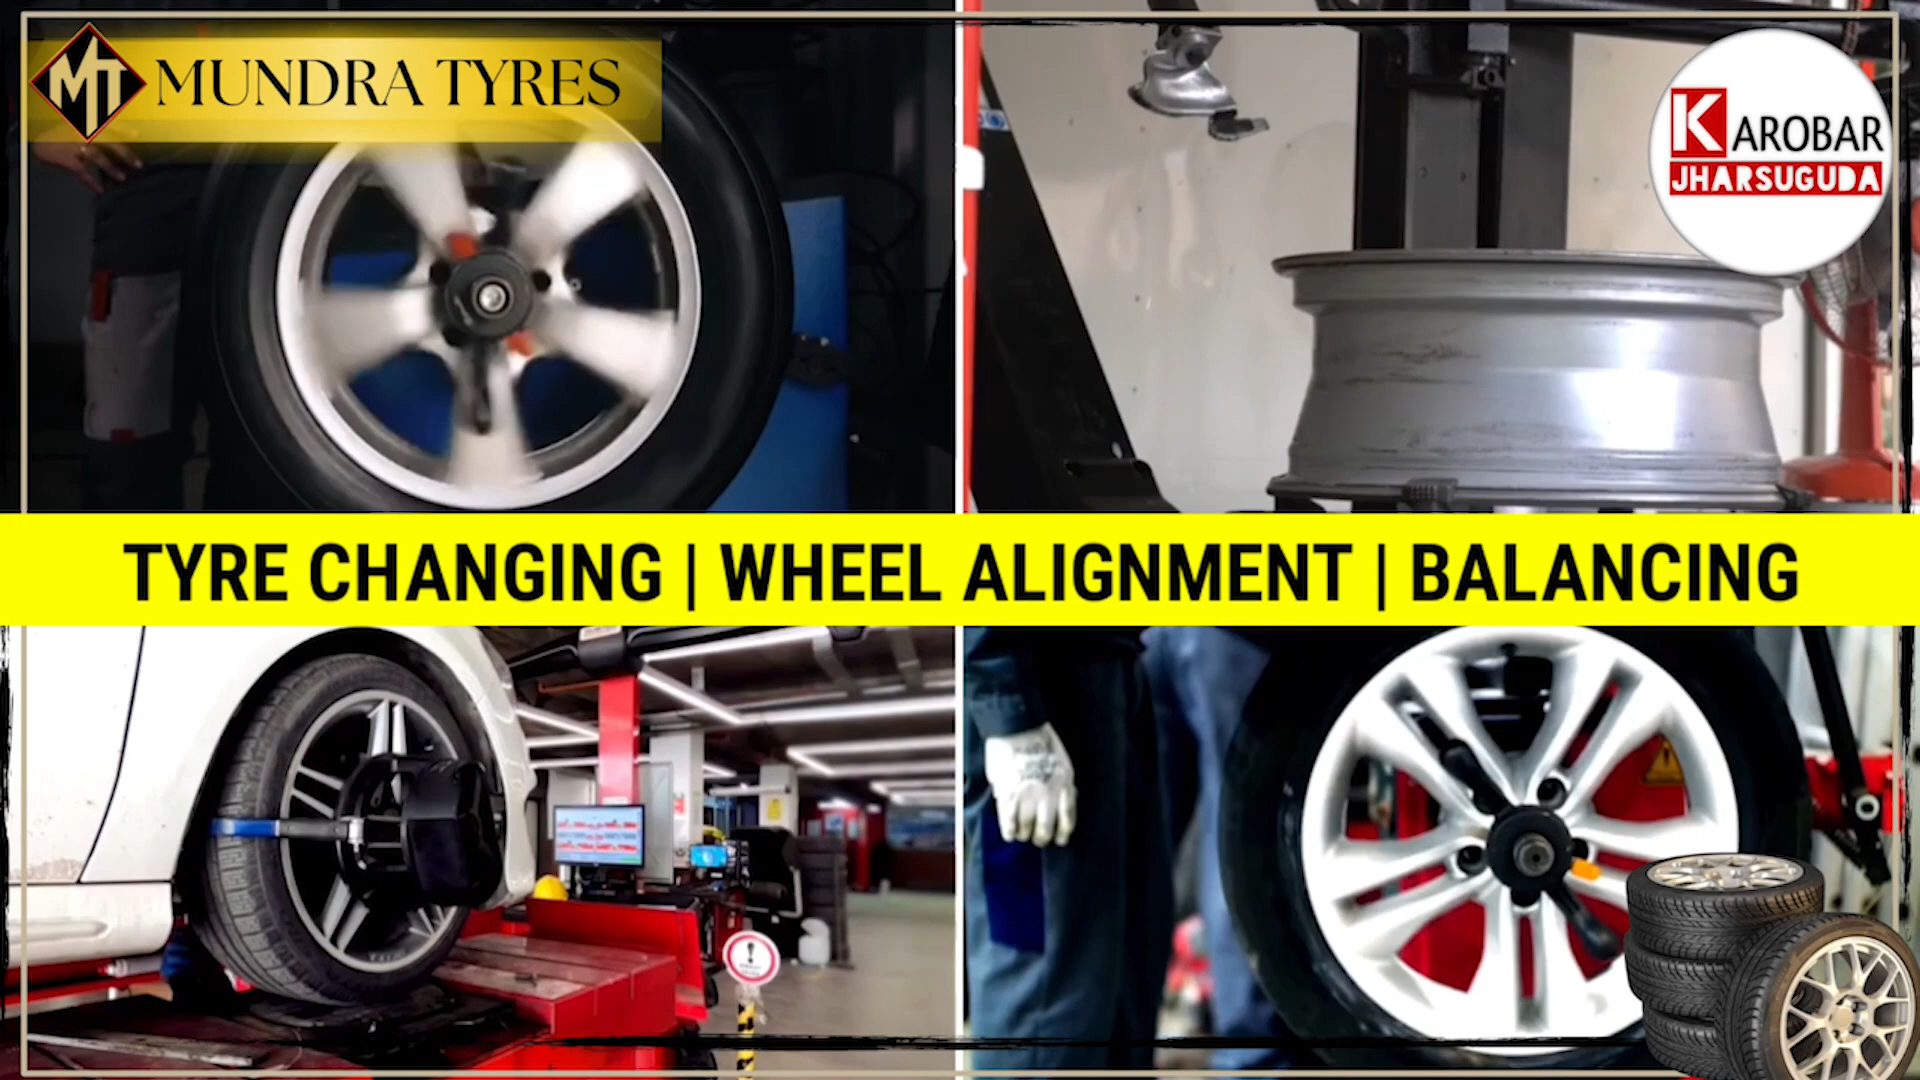 MT MUNDRA TYRES
KAROBAR
JHARSUGUDA
TYRE CHANGING | WHEEL ALIGNMENT | BALANCING